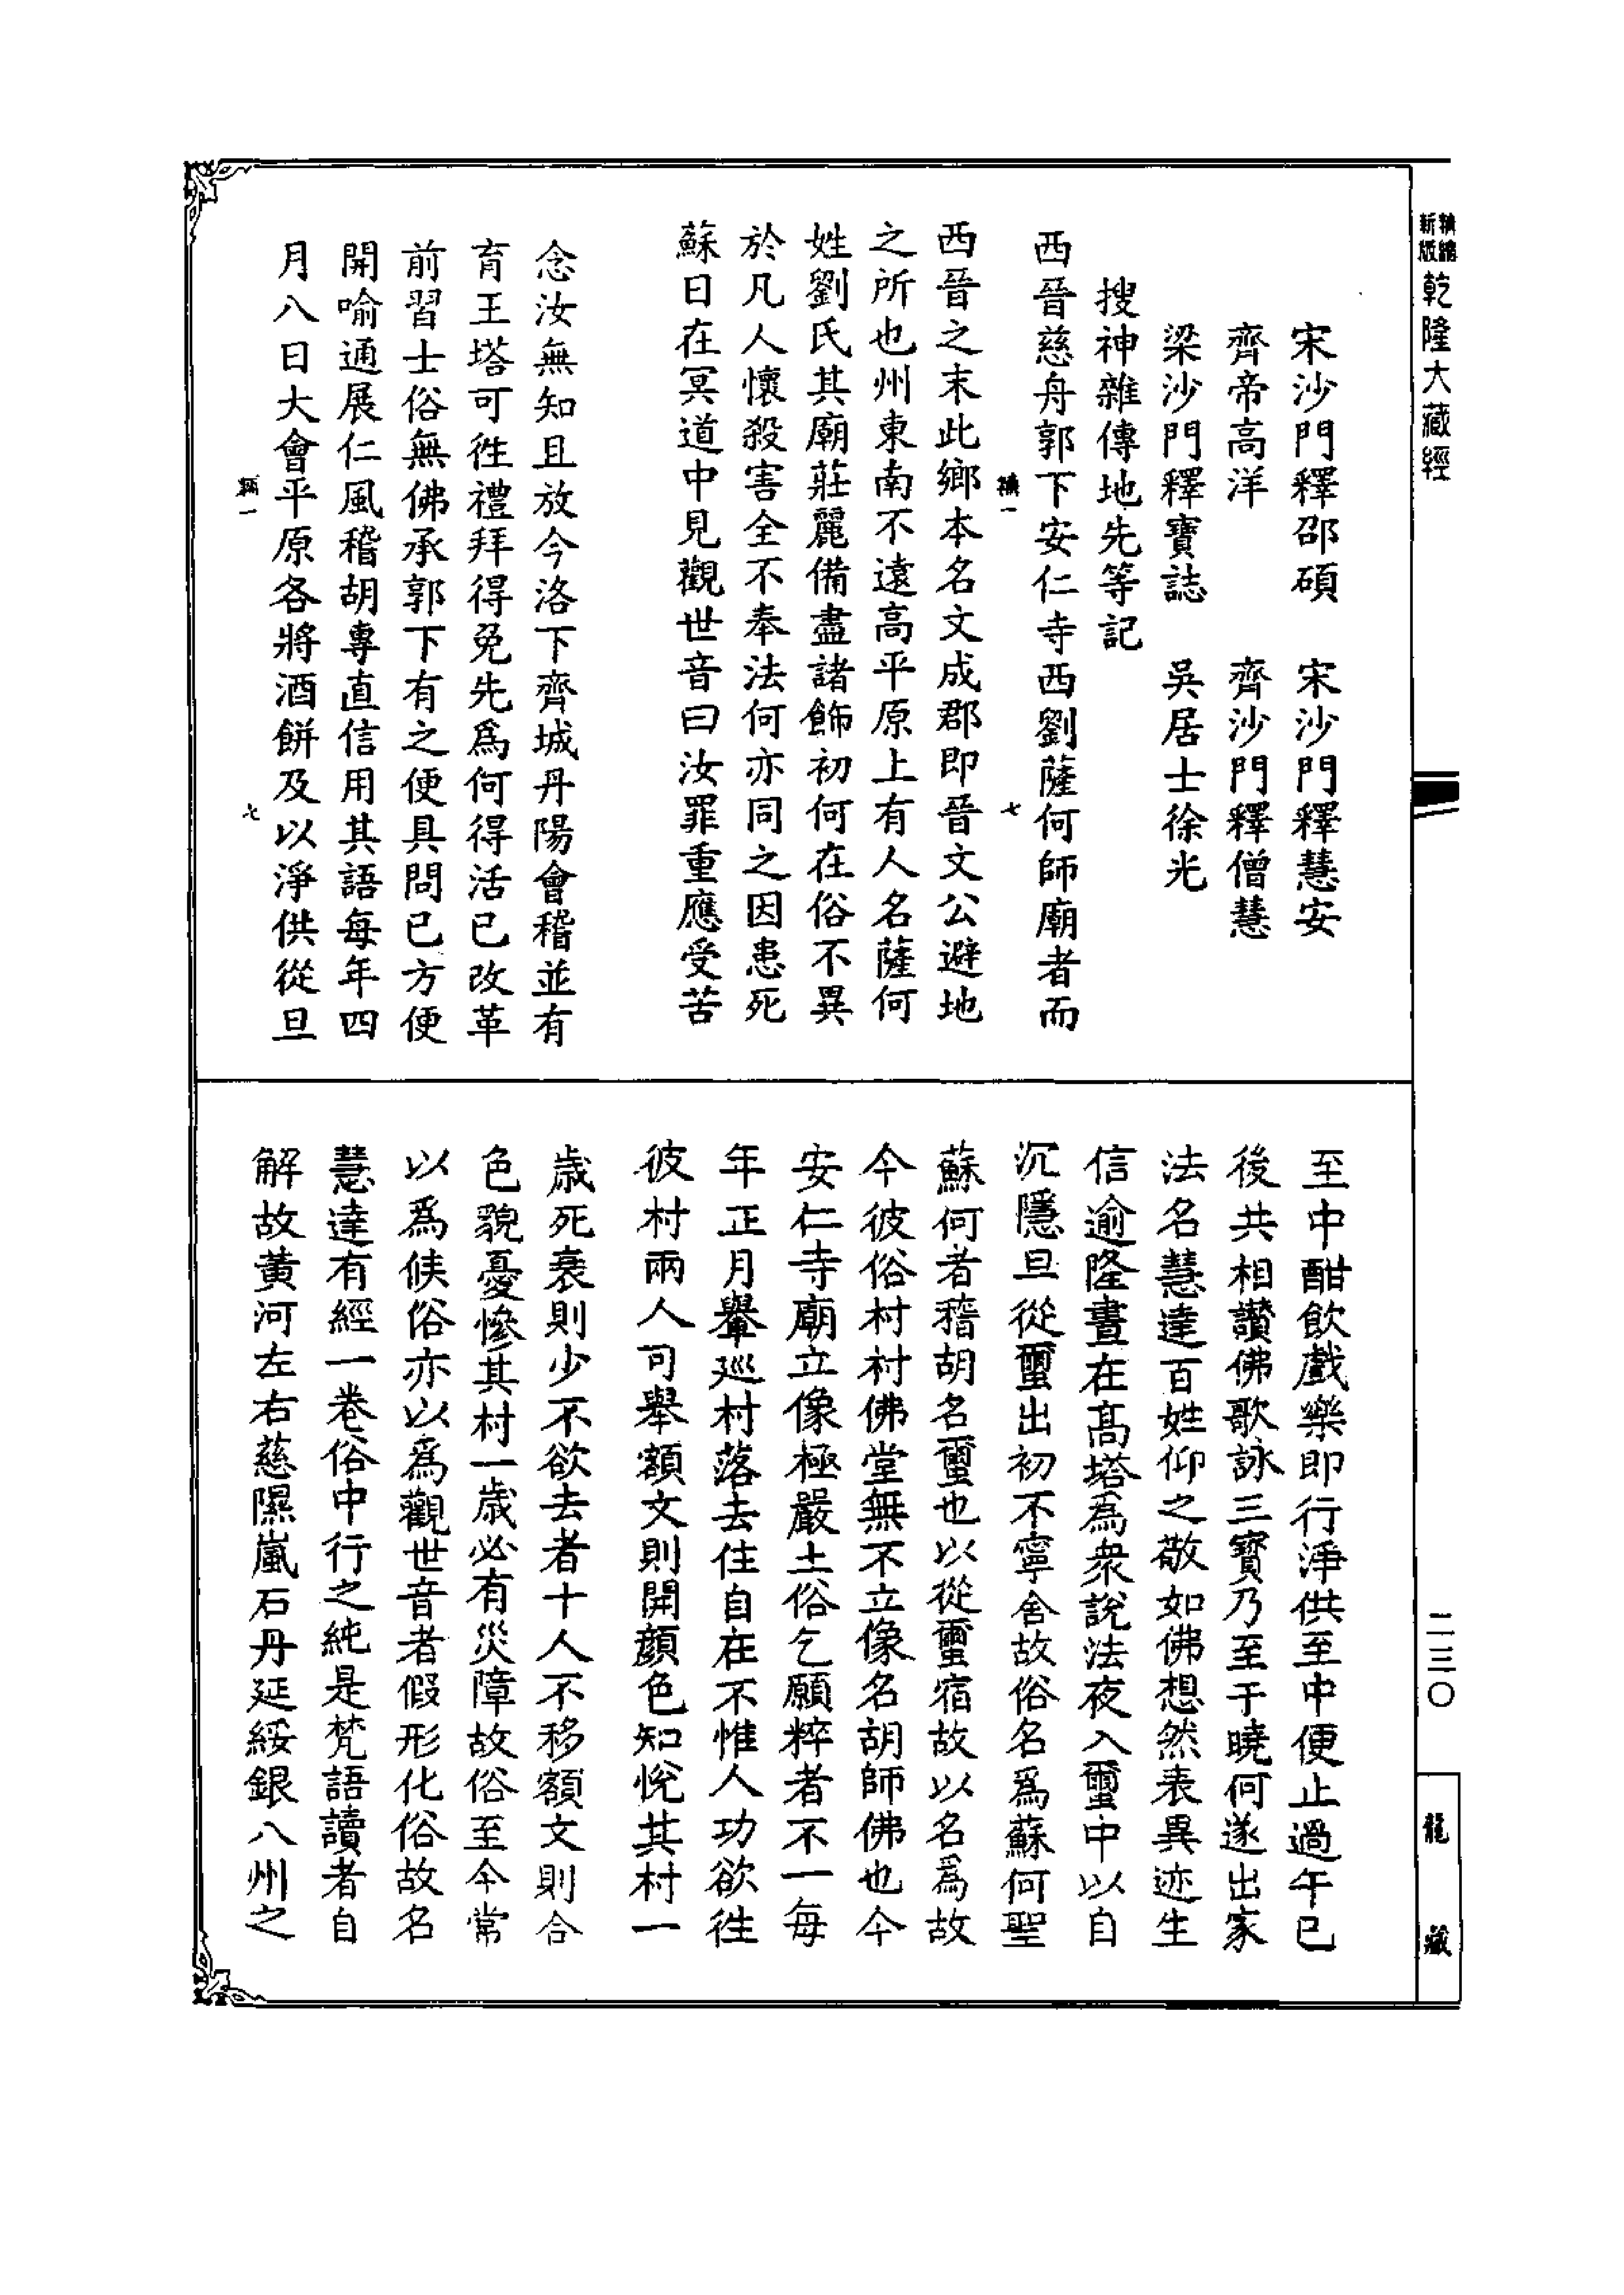 精縮新版乾隆大藏經
宋沙門釋邵碩　宋沙門釋慧安
齊帝高洋　齊沙門釋僧慧
梁沙門釋寶誌　吳居士徐光
搜神雜傳地先等記
西晉慈舟郭下安仁寺西劉薩何師廟者而
西晉之末此鄉本名文成郡即晉文公避地
之所也州東南不遠高平原上有人名薩何
姓劉氏其廟莊麗備盡諸飾初何在俗不異
於凡人懷殺害全不奉法何亦同之因患死
蘇曰在冥道中見觀世音曰汝罪重應受苦
念汝無知且放今洛下齊城丹陽會稽並有
育王塔可徃禮拜得免先爲何得活已改革
前習士俗無佛承郭下有之便具問已方便
開喻通展仁風稽胡專直信用其語每年四
月八日大會平原各將酒餅及以淨供從旦
至中酣飲戲樂即行淨供至中便止過午已
後共相讚佛歌詠三寶乃至于曉何遂出家
法名慧達百姓仰之敬如佛想然表異迹生
信逾隆晝在髙塔爲衆說法夜入蠒中以自
沉隱旦從蠒出初不寧舍故俗名爲蘇何聖
蘇何者稽胡名蠒也以從蠒宿故以名爲故
今彼俗村村佛堂無不立像名胡師佛也今
安仁寺廟立像極嚴土俗乞願粹者不一每
年正月轝巡村落去住自在不惟人功欲徃
彼村兩人可舉額文則開顔色知悅其村一
歳死衰則少不欲去者十人不移額文則合
色貌憂慘其村一歳必有災障故俗至今常
以爲俟俗亦以爲觀世音者假形化俗故名
慧達有經一卷俗中行之純是梵語讀者自
解故黄河左右慈隰嵐石丹延綏銀八州之
七
七
二三〇
龍藏